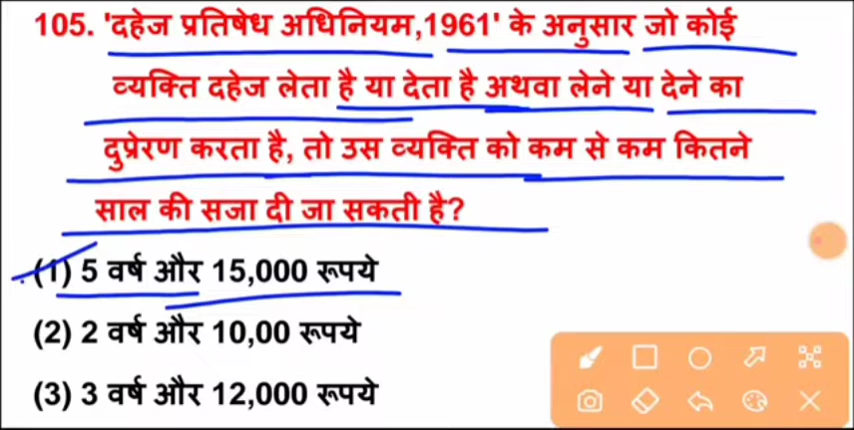 105. 'दहेज प्रतिषेध अधिनियम,1961' के अनुसार जो कोई
व्यक्ति दहेज लेता है या देता है अथवा लेने या देने का
दुप्रेरण करता है, तो उस व्यक्ति को कम से कम कितने
साल की सजा दी जा सकती है?
(1) 5 वर्ष और 15,000 रूपये
(2) 2 वर्ष और 10,00 रूपये
(3) 3 वर्ष और 12,000 रूपये